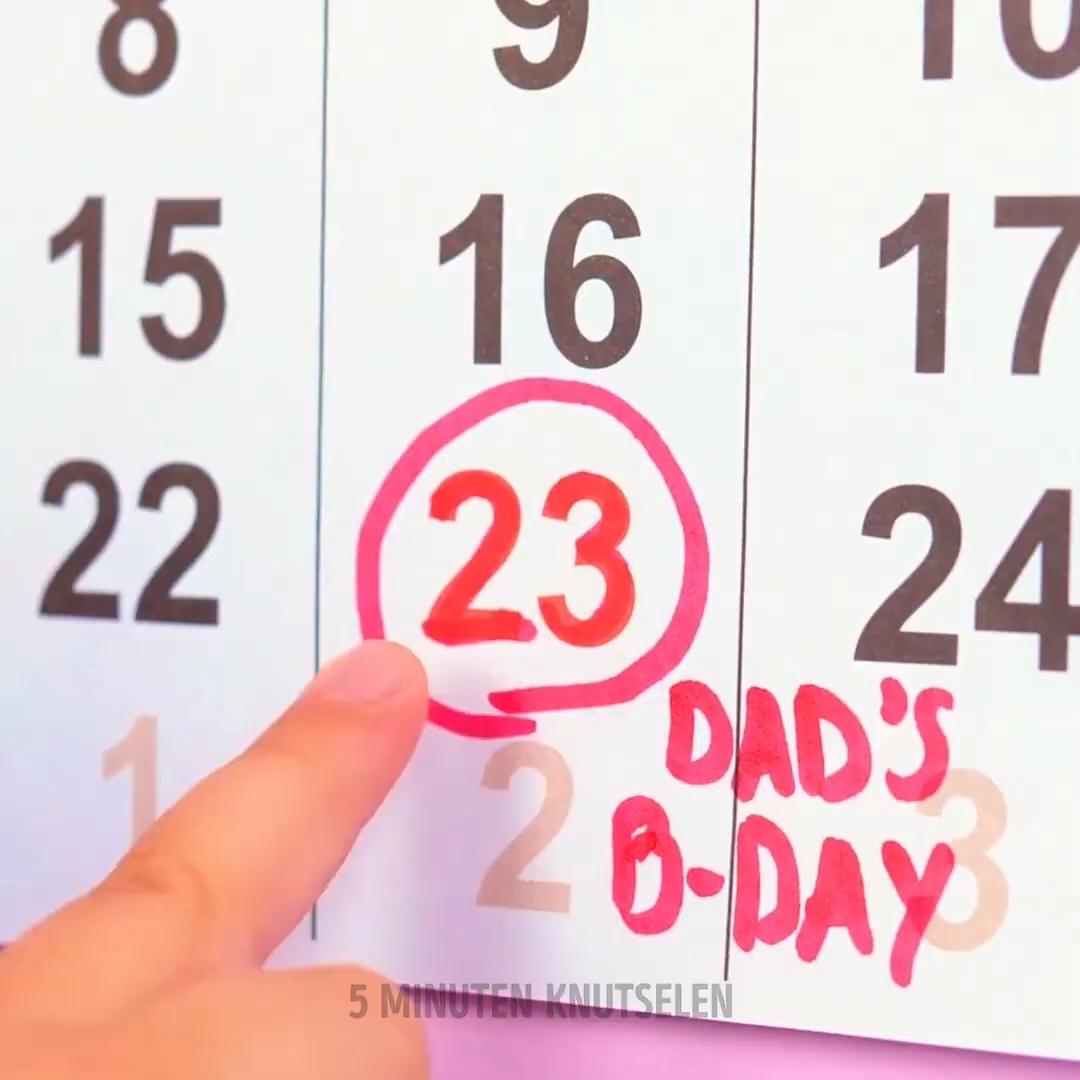 8 9 10
15 16 17
22 23 24
DAD'S
1 2 3
B-DAY
5 MINUTEN KNUTSELEN